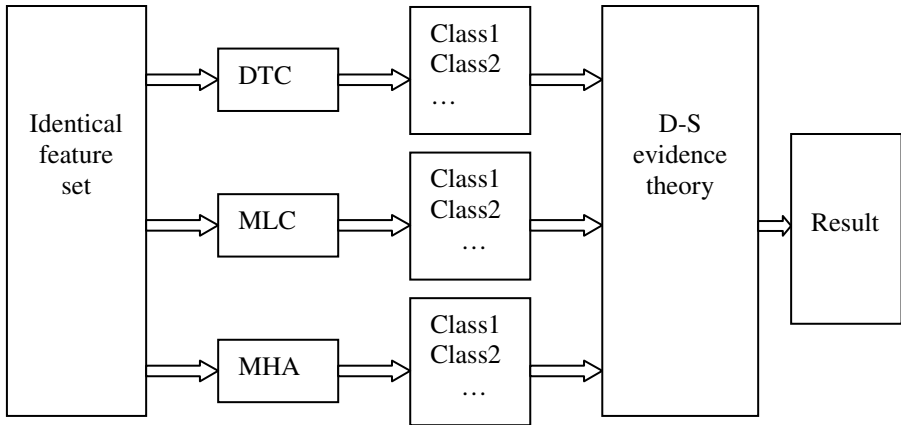 Identical
feature
set
DTC
Class1
Class2
…
MLC
Class1
Class2
…
MHA
Class1
Class2
…
D-S
evidence
theory
Result